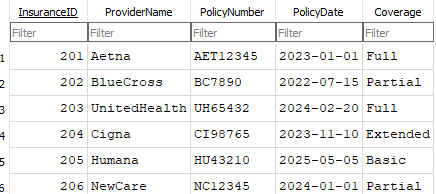 InsuranceID ProviderName PolicyNumber PolicyDate Coverage
Filter Filter Filter Filter Filter
1 201 Aetna AET12345 2023-01-01 Full
2 202 BlueCross BC7890 2022-07-15 Partial
3 203 UnitedHealth UH65432 2024-02-20 Full
4 204 Cigna CI98765 2023-11-10 Extended
5 205 Humana HU43210 2025-05-05 Basic
6 206 NewCare NC12345 2024-01-01 Partial